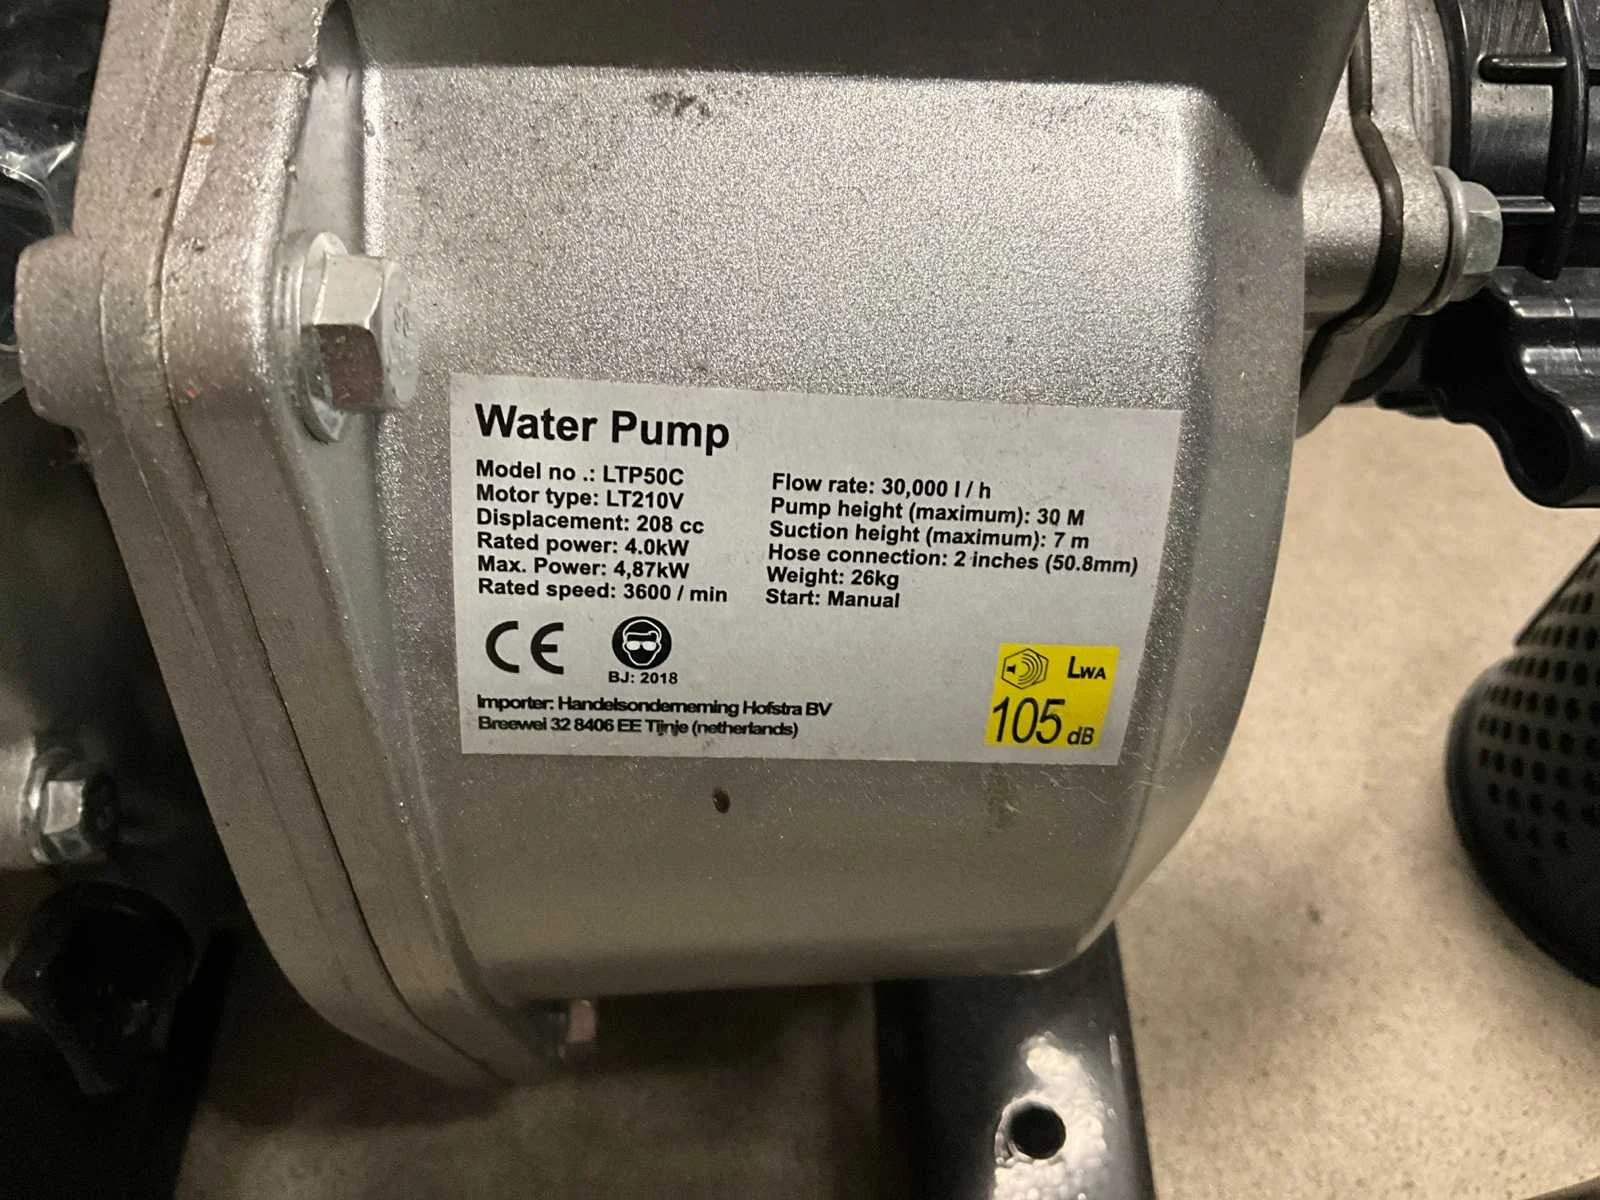 Water Pump
Model no .: LTP50C
Motor type: LT210V
Displacement: 208 cc
Rated power: 4.0kW
Max. Power: 4,87kW
Rated speed: 3600 / min
Flow rate: 30,000 l / h
Pump height (maximum): 30 M
Suction height (maximum): 7 m
Hose connection: 2 inches (50.8mm)
Weight: 26kg
Start: Manual
CE
BJ: 2018
Importer: Handelsonderneming Hofstra BV
Breewei 32 8406 EE Tijnje (netherlands)
LWA
105 dB